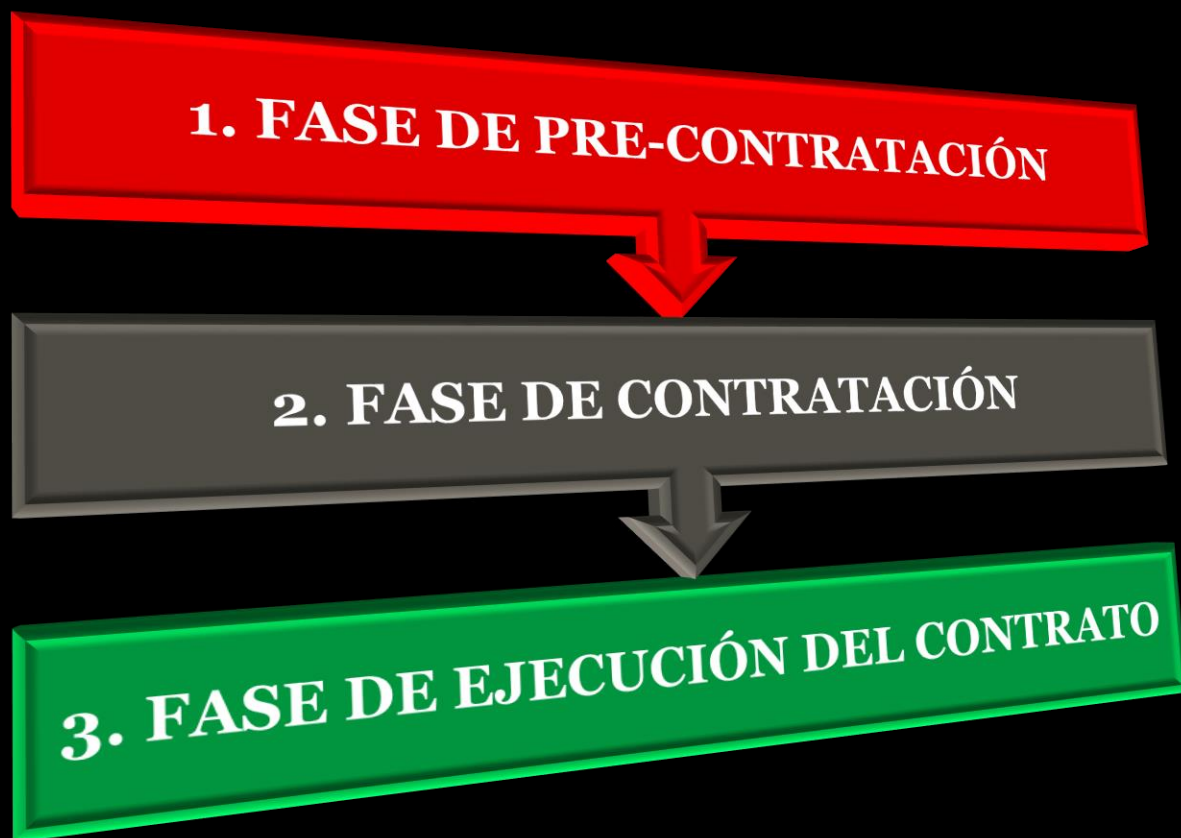 1. FASE DE PRE-CONTRATACIÓN
2. FASE DE CONTRATACIÓN
3. FASE DE EJECUCIÓN DEL CONTRATO